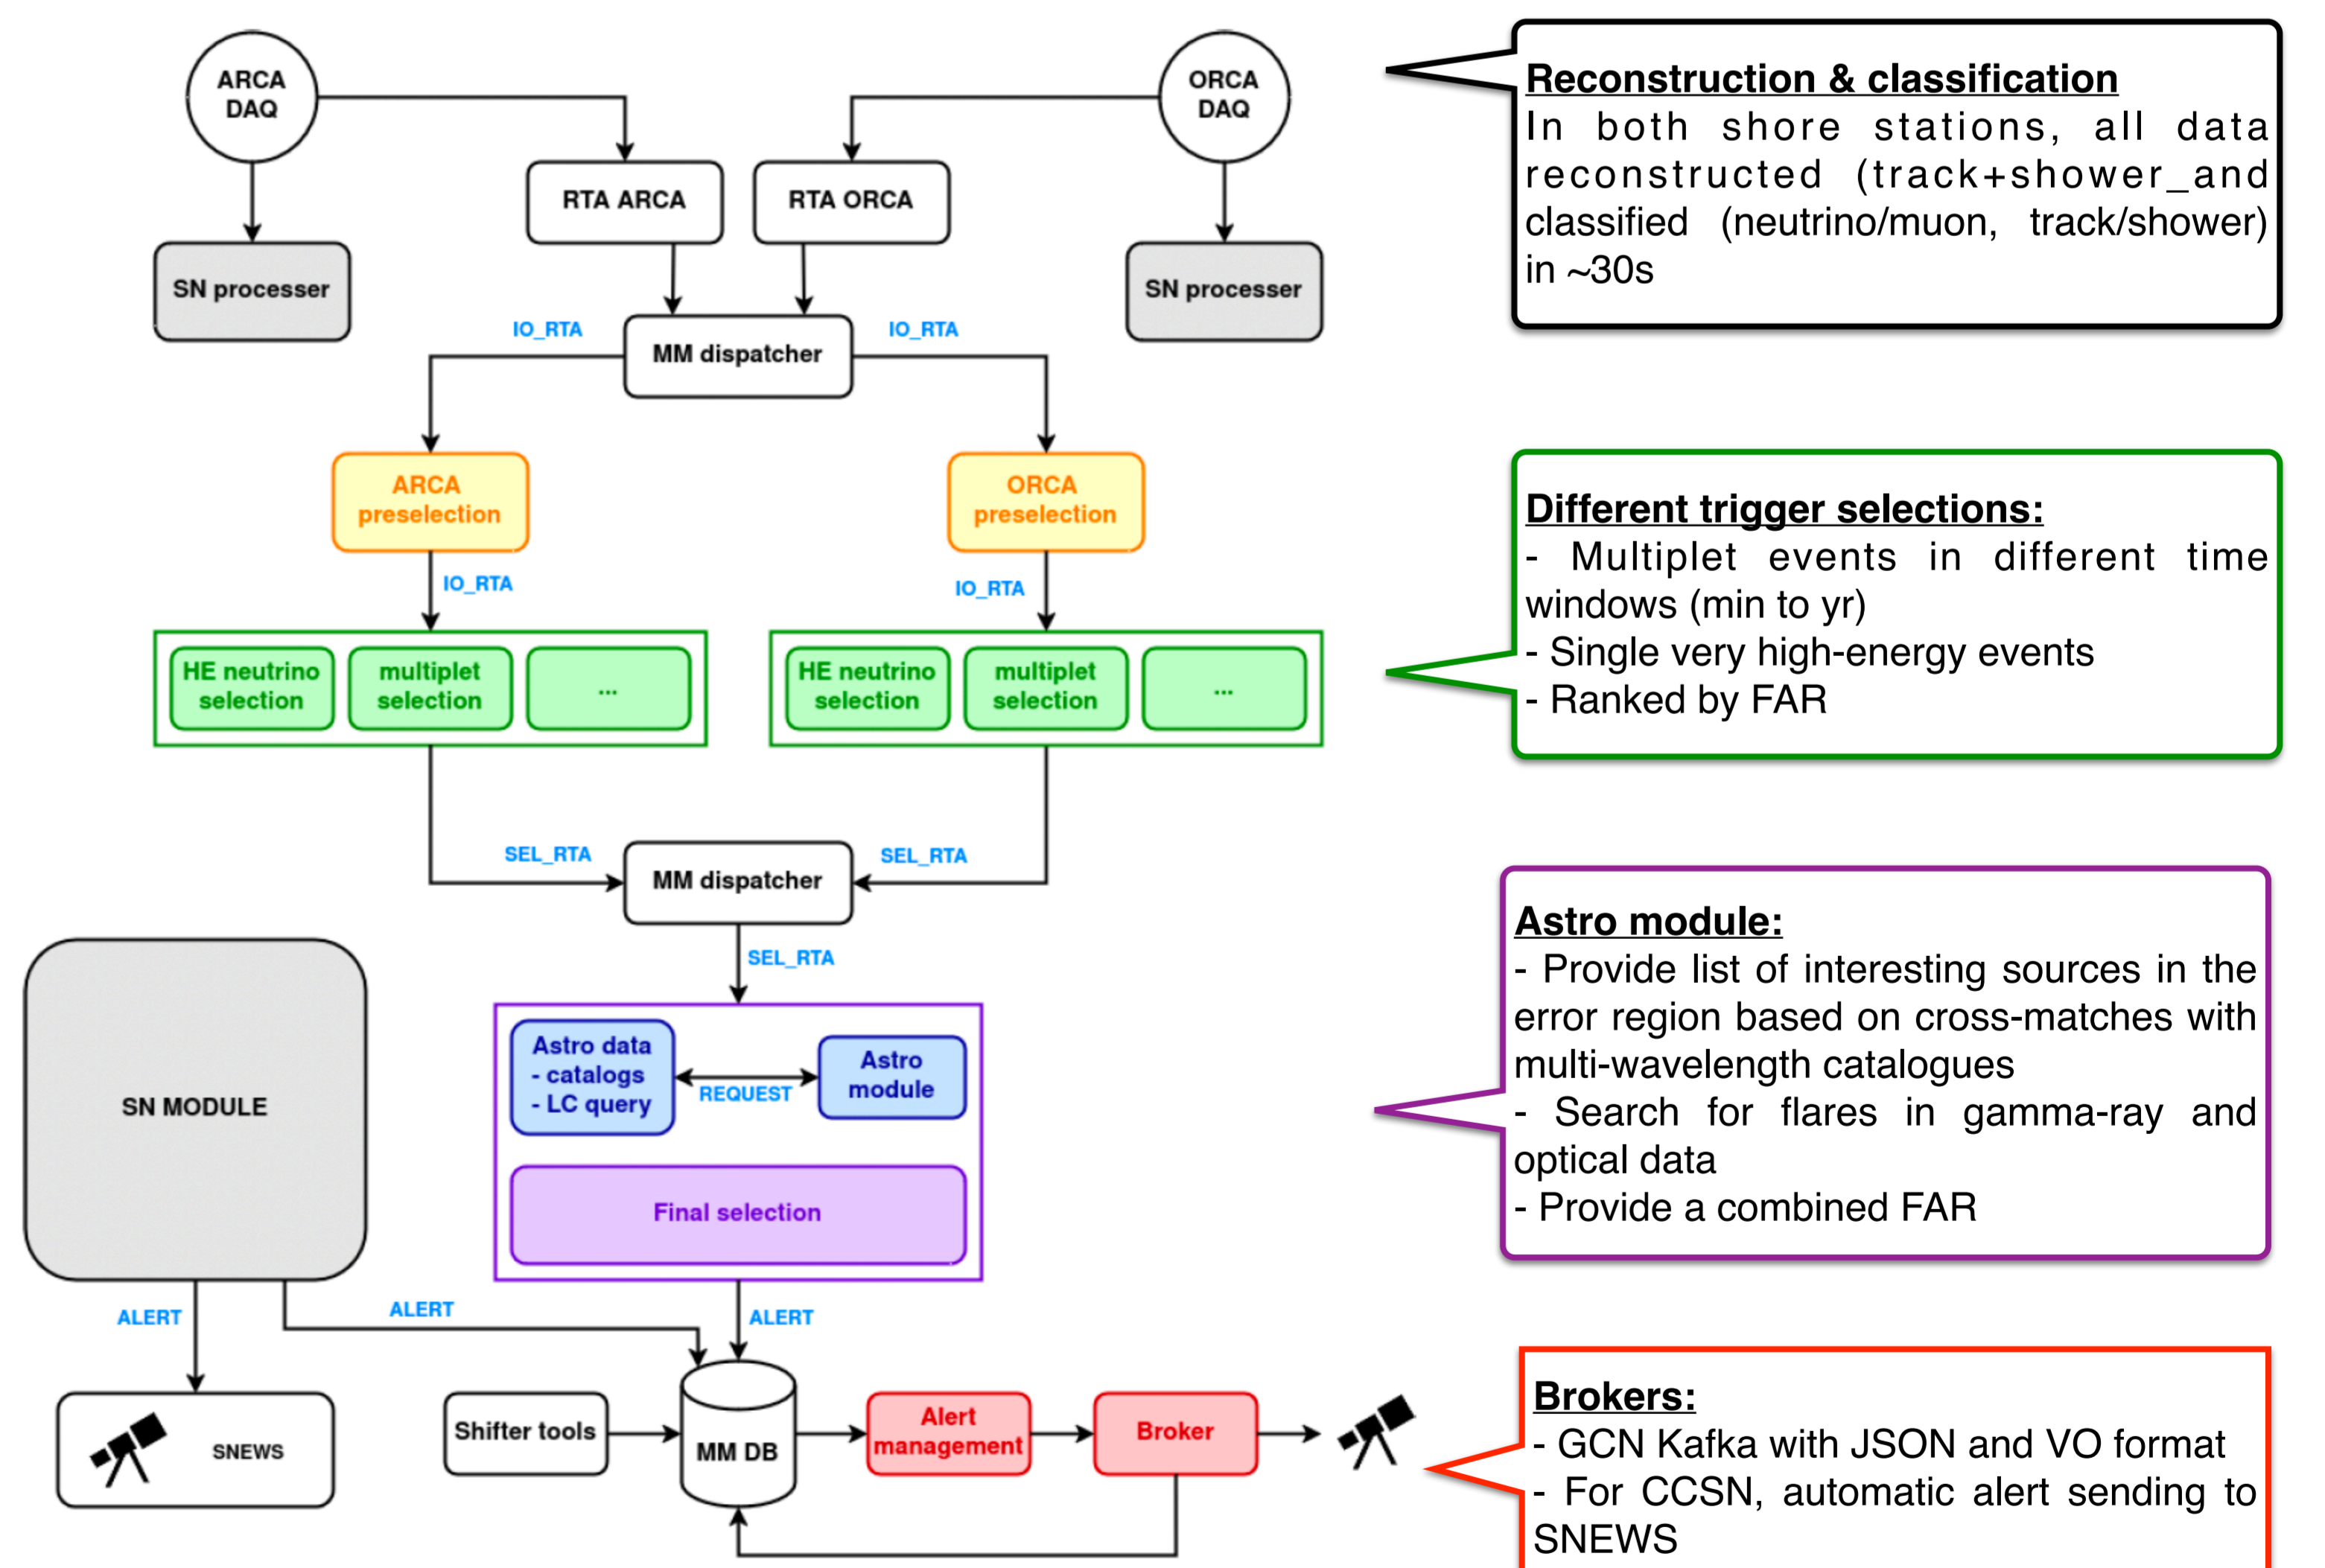 ARCA
DAQ
ORCA
DAQ
RTA ARCA
RTA ORCA
SN processer
SN processer
IO_RTA
MM dispatcher
IO_RTA
ARCA
preselection
ORCA
preselection
IO_RTA
IO_RTA
HE neutrino
selection
multiplet
selection
...
HE neutrino
selection
multiplet
selection
...
SEL_RTA
MM dispatcher
SEL_RTA
SEL_RTA
SN MODULE
Astro data
- catalogs
- LC query
REQUEST
Astro
module
Final selection
ALERT
ALERT
ALERT
SNEWS
Shifter tools
MM DB
Alert
management
Broker
Reconstruction & classification
In both shore stations, all data
reconstructed (track+shower_and
classified (neutrino/muon, track/shower)
in ~30s
Different trigger selections:
- Multiplet events in different time
windows (min to yr)
- Single very high-energy events
- Ranked by FAR
Astro module:
- Provide list of interesting sources in the
error region based on cross-matches with
multi-wavelength catalogues
- Search for flares in gamma-ray and
optical data
- Provide a combined FAR
Brokers:
- GCN Kafka with JSON and VO format
- For CCSN, automatic alert sending to
SNEWS